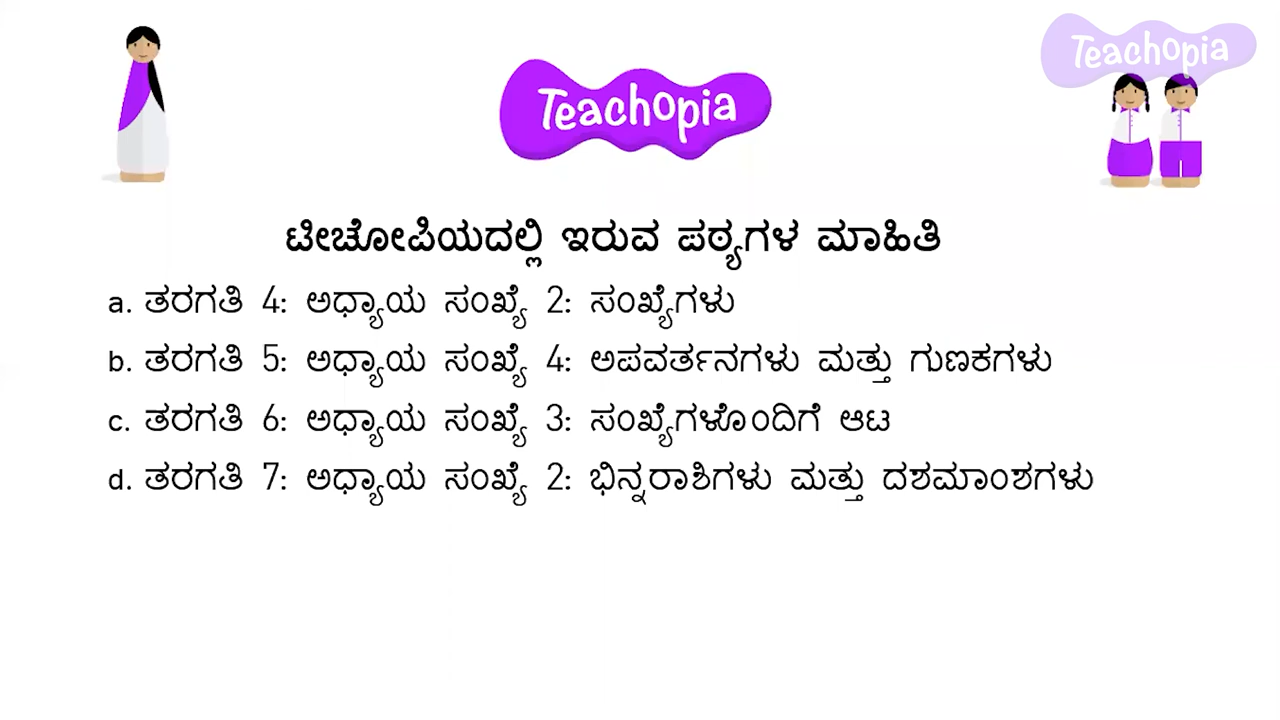 Teachopia
Teachopia
ಟೀಚೋಪಿಯದಲ್ಲಿ ಇರುವ ಪಠ್ಯಗಳ ಮಾಹಿತಿ
a. ತರಗತಿ 4: ಅಧ್ಯಾಯ ಸಂಖ್ಯೆ 2: ಸಂಖ್ಯೆಗಳು
b. ತರಗತಿ 5: ಅಧ್ಯಾಯ ಸಂಖ್ಯೆ 4: ಅಪವರ್ತನಗಳು ಮತ್ತು ಗುಣಕಗಳು
c. ತರಗತಿ 6: ಅಧ್ಯಾಯ ಸಂಖ್ಯೆ 3: ಸಂಖ್ಯೆಗಳೊಂದಿಗೆ ಆಟ
d. ತರಗತಿ 7: ಅಧ್ಯಾಯ ಸಂಖ್ಯೆ 2: ಭಿನ್ನರಾಶಿಗಳು ಮತ್ತು ದಶಮಾಂಶಗಳು